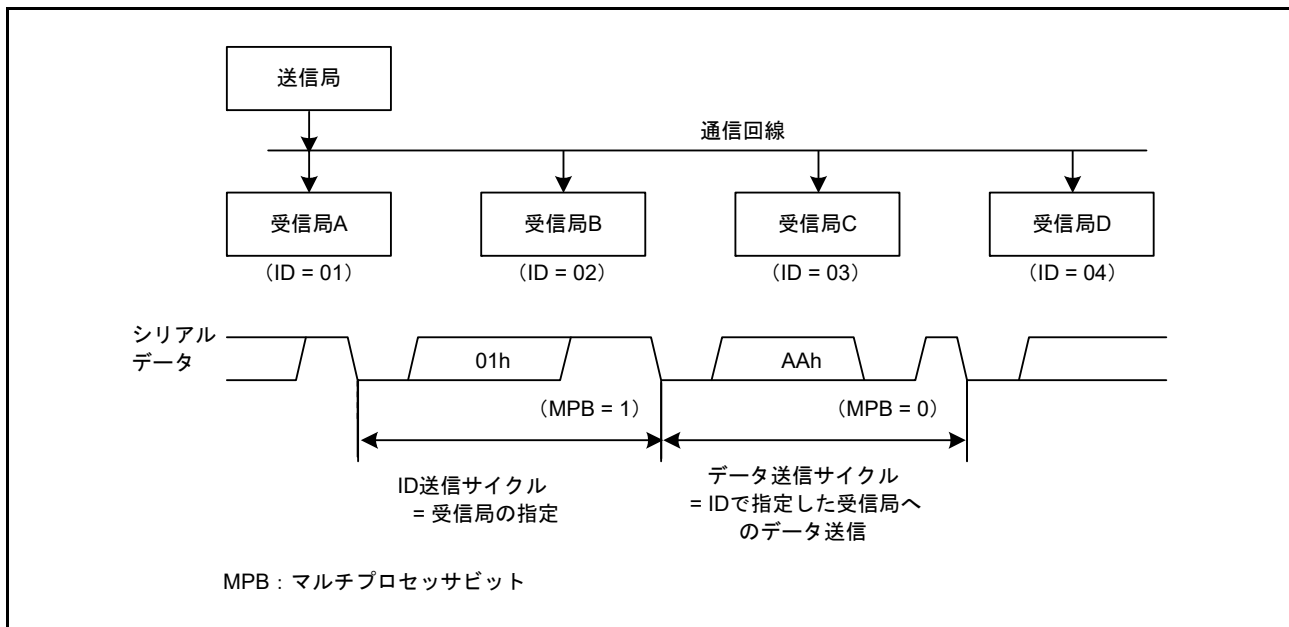 送信局
通信回線
受信局A
受信局B
受信局C
受信局D
（ID = 01）
（ID = 02）
（ID = 03）
（ID = 04）
シリアル
データ
01h
AAh
（MPB = 1）
（MPB = 0）
ID送信サイクル
= 受信局の指定
データ送信サイクル
= IDで指定した受信局へ
のデータ送信
MPB：マルチプロセッサビット